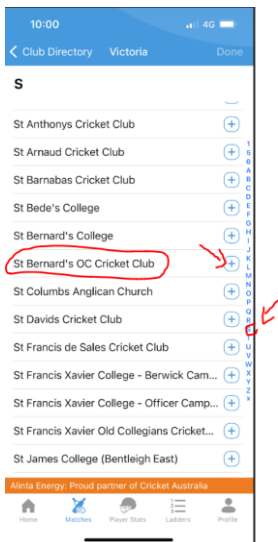 10:00
4G
Club Directory Victoria Done
S
St Anthonys Cricket Club
St Arnaud Cricket Club
St Barnabas Cricket Club
St Bede's College
St Bernard's College
St Bernard's OC Cricket Club
St Columbs Anglican Church
St Davids Cricket Club
St Francis de Sales Cricket Club
St Francis Xavier College - Berwick Cam...
St Francis Xavier College - Officer Camp...
St Francis Xavier Old Collegians Cricket...
St James College (Bentleigh East)
1
5
6
A
B
C
D
E
F
G
H
I
J
K
L
M
N
O
P
Q
R
T
U
V
W
X
Y
Z
Alinta Energy: Proud partner of Cricket Australia
Home Matches Player Stats Ladders Profile